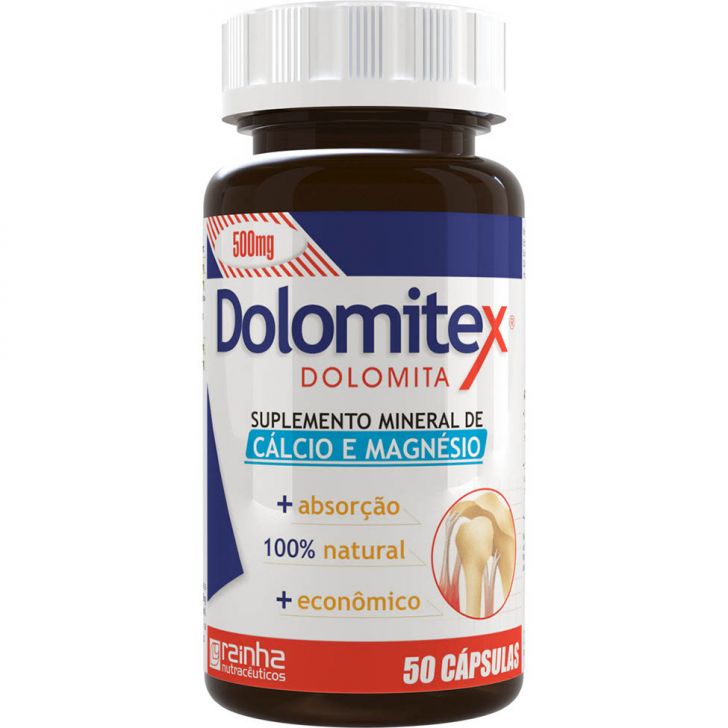 500mg
Dolomitex®
DOLOMITA
SUPLEMENTO MINERAL DE
CÁLCIO E MAGNÉSIO
+ absorção
100% natural
+ econômico
rainha
nutracêuticos
50 CÁPSULAS